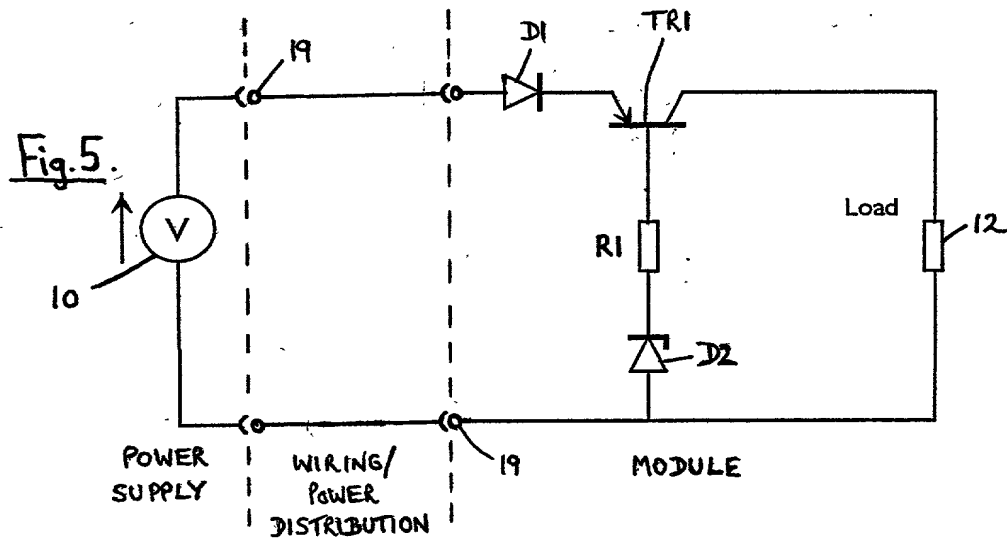 19
D1
TR1
Fig.5.
V
10
R1
Load
12
D2
19
POWER
SUPPLY
WIRING/
POWER
DISTRIBUTION
MODULE